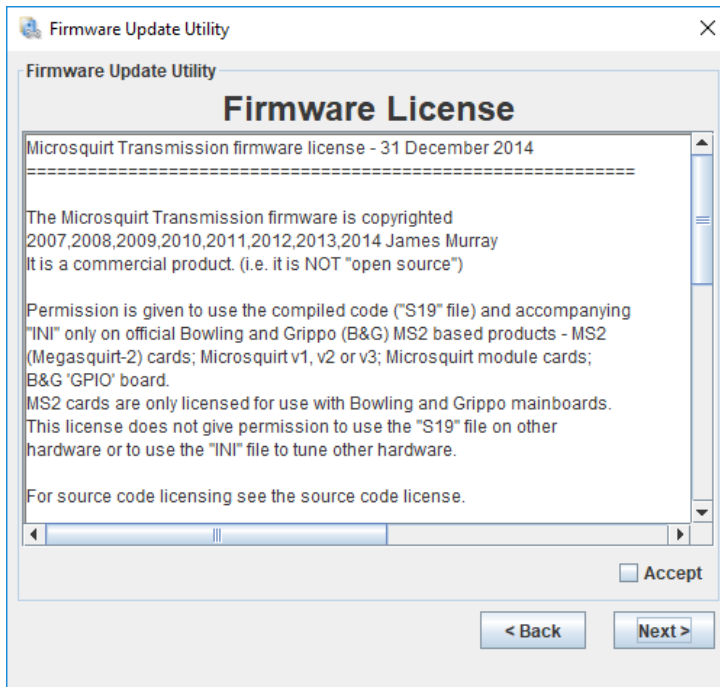 Firmware Update Utility
Firmware Update Utility
Firmware License
Microsquirt Transmission firmware license - 31 December 2014
============================================================
The Microsquirt Transmission firmware is copyrighted
2007,2008,2009,2010,2011,2012,2013,2014 James Murray
It is a commercial product. (i.e. it is NOT "open source")
Permission is given to use the compiled code ("S19" file) and accompanying
"INI" only on official Bowling and Grippo (B&G) MS2 based products - MS2
(Megasquirt-2) cards; Microsquirt v1, v2 or v3; Microsquirt module cards;
B&G 'GPIO' board.
MS2 cards are only licensed for use with Bowling and Grippo mainboards.
This license does not give permission to use the "S19" file on other
hardware or to use the "INI" file to tune other hardware.
For source code licensing see the source code license.
Accept
< Back
Next >